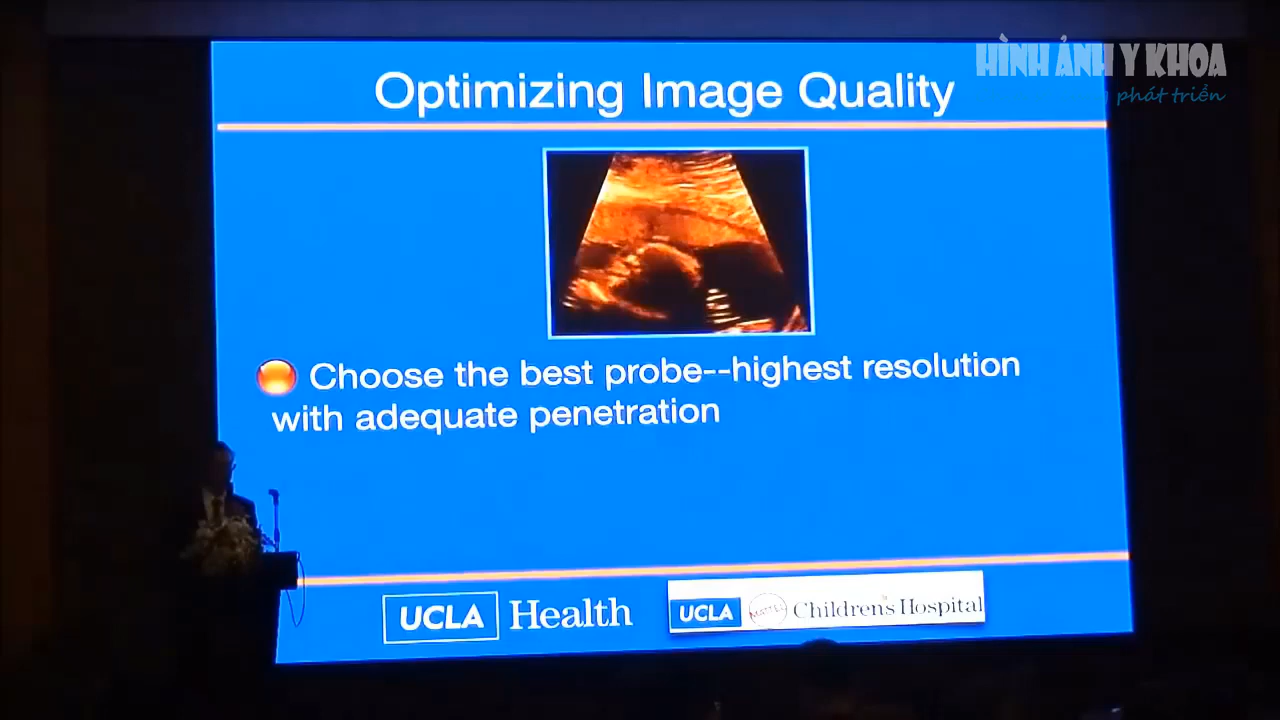 HÌNH ẢNH Y KHOA
phát triển
Optimizing Image Quality
Choose the best probe--highest resolution
with adequate penetration
UCLA Health
UCLA MATTEL Children's Hospital